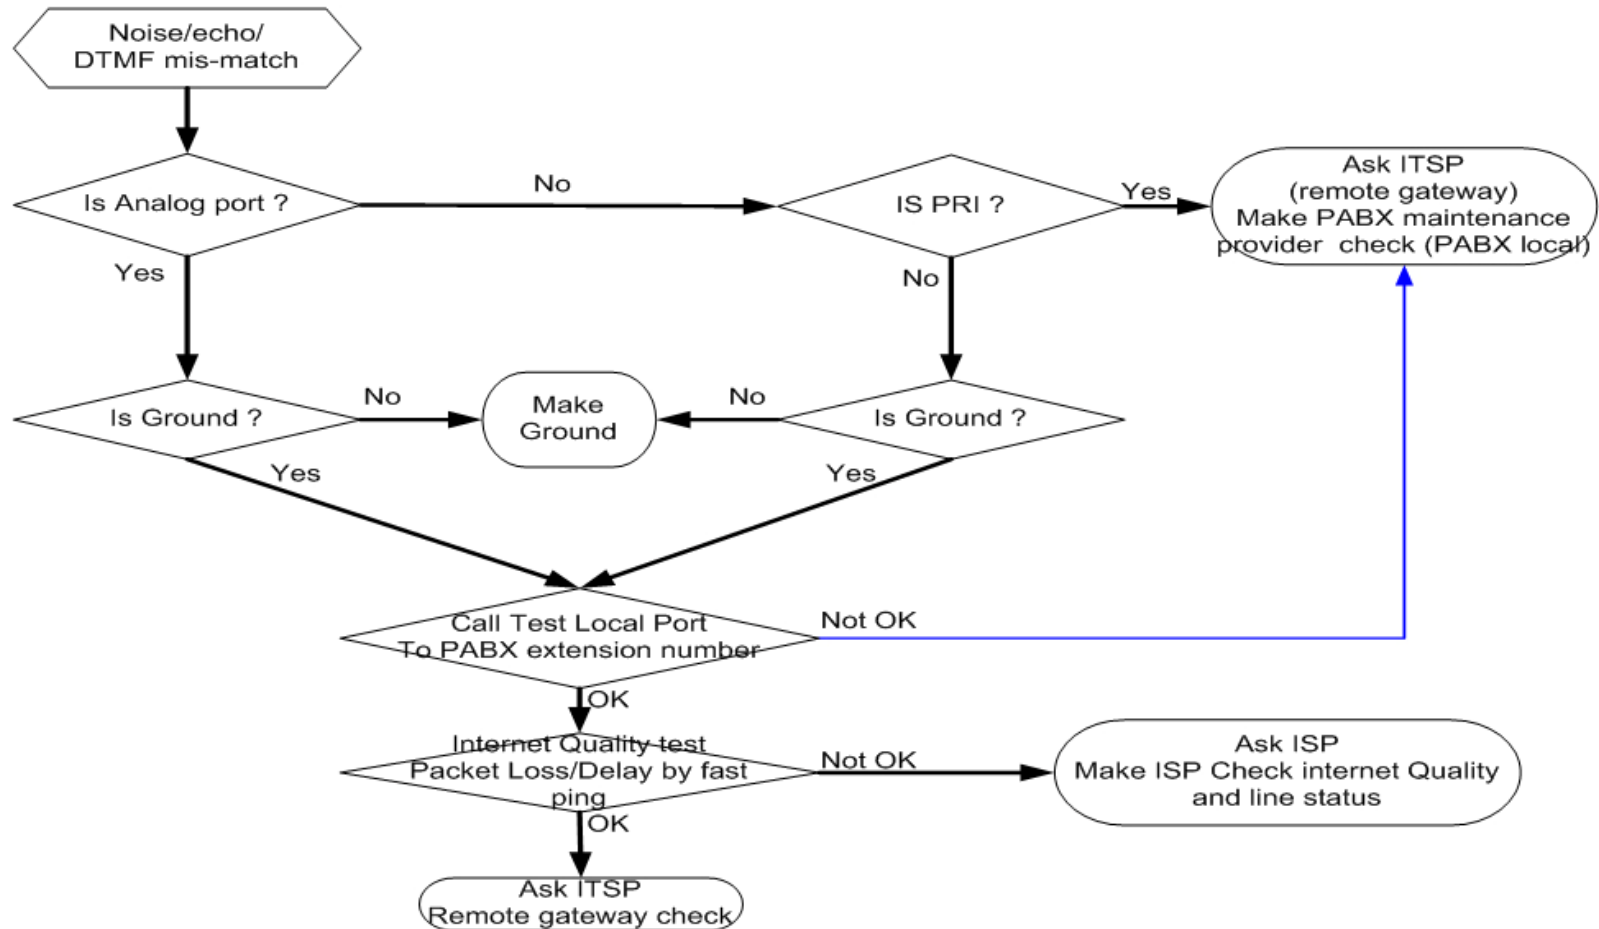 Noise/echo/
DTMF mis-match
Is Analog port ?
No
IS PRI ?
Yes
Ask ITSP
(remote gateway)
Make PABX maintenance
provider check (PABX local)
Yes
No
Is Ground ?
No
Make
Ground
No
Is Ground ?
Yes
Yes
Call Test Local Port
To PABX extension number
Not OK
OK
Internet Quality test
Packet Loss/Delay by fast
ping
Not OK
Ask ISP
Make ISP Check internet Quality
and line status
OK
Ask ITSP
Remote gateway check